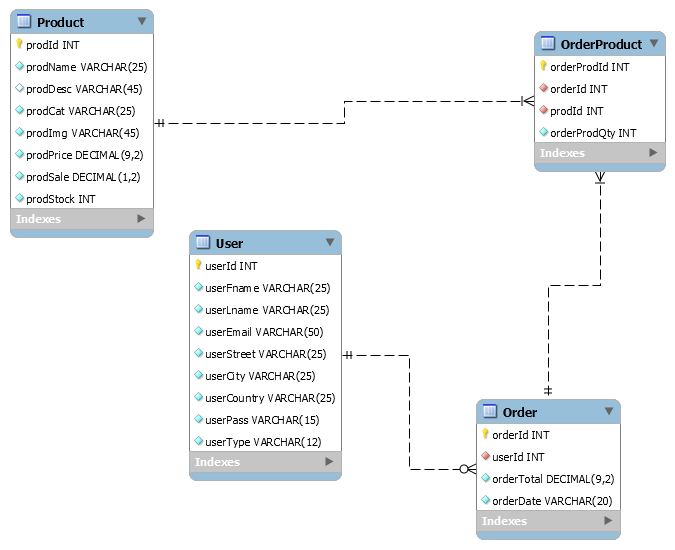 Product
prodId INT
prodName VARCHAR(25)
prodDesc VARCHAR(45)
prodCat VARCHAR(25)
prodImg VARCHAR(45)
prodPrice DECIMAL(9,2)
prodSale DECIMAL(1,2)
prodStock INT
Indexes
OrderProduct
orderProdId INT
orderId INT
prodId INT
orderProdQty INT
Indexes
User
userId INT
userFname VARCHAR(25)
userLname VARCHAR(25)
userEmail VARCHAR(50)
userStreet VARCHAR(25)
userCity VARCHAR(25)
userCountry VARCHAR(25)
userPass VARCHAR(15)
userType VARCHAR(12)
Indexes
Order
orderId INT
userId INT
orderTotal DECIMAL(9,2)
orderDate VARCHAR(20)
Indexes